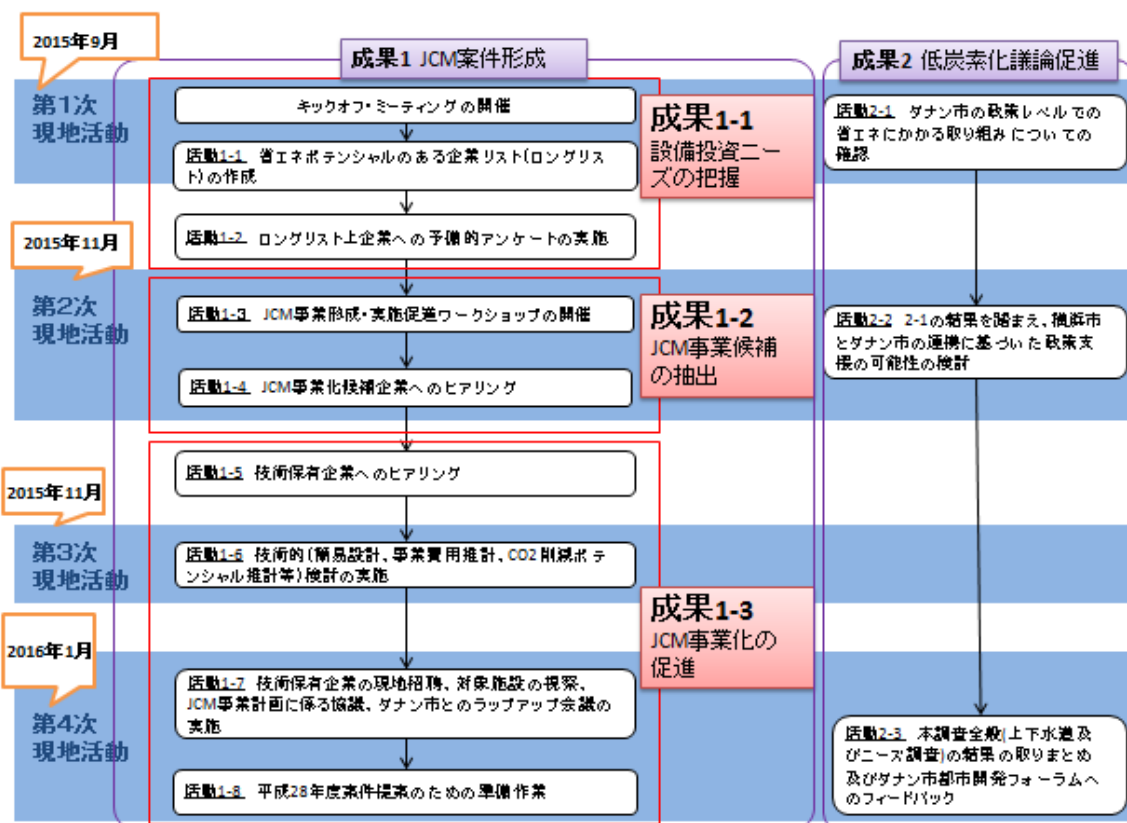 2015年9月
成果1 JCM案件形成
成果2 低炭素化議論促進
第1次
現地活動
キックオフ・ミーティングの開催
活動1-1 省エネポテンシャルのある企業リスト(ロングリス
ト)の作成
活動1-2 ロングリスト上企業への予備的アンケートの実施
成果1-1
設備投資ニー
ズの把握
活動2-1 ダナン市の政策レベルでの
省エネにかかる取り組みについての
確認
2015年11月
第2次
現地活動
活動1-3 JCM事業形成・実施促進ワークショップの開催
活動1-4 JCM事業化候補企業へのヒアリング
成果1-2
JCM事業候補
の抽出
活動2-2 2-1の結果を踏まえ、横浜市
とダナン市の連携に基づいた政策支
援の可能性の検討
2015年11月
活動1-5 技術保有企業へのヒアリング
第3次
現地活動
活動1-6 技術的(簡易設計、事業費用推計、CO2削減ポテ
ンシャル推計等)検討の実施
成果1-3
JCM事業化の
促進
2016年1月
第4次
現地活動
活動1-7 技術保有企業の現地招聘、対象施設の視察、
JCM事業計画に係る協議、ダナン市とのラップアップ会議の
実施
活動1-8 平成28年度案件提案のための準備作業
活動2-3 本調査全般(上下水道及
びニーズ調査)の結果の取りまとめ
及びダナン市都市開発フォーラムへ
のフィードバック